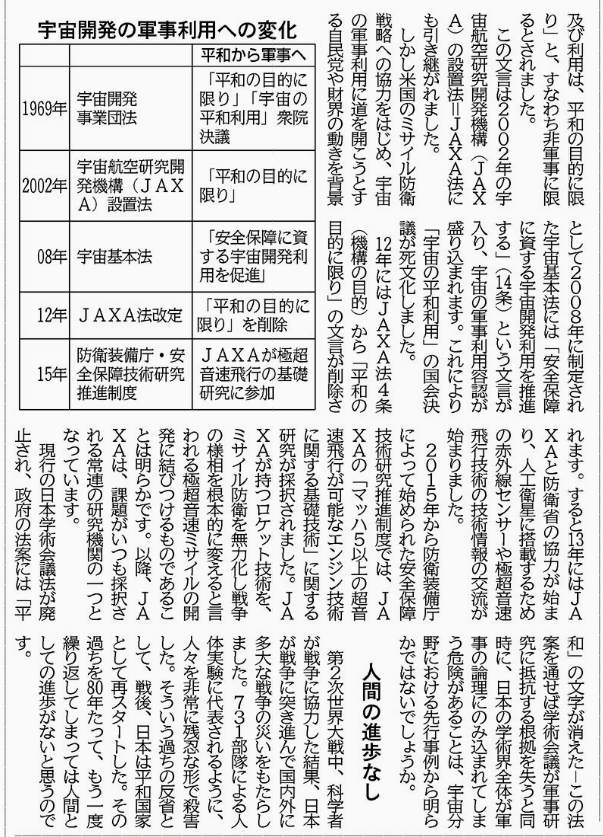 及び利用は、平和の目的に限
り」と、すなわち非軍事に限
るとされました。
この文言は２００２年の宇
宙航空研究開発機構（ＪＡＸ
Ａ）の設置法＝ＪＡＸＡ法に
も引き継がれました。
しかし米国のミサイル防衛
戦略への協力をはじめ、宇宙
の軍事利用に道を開こうとす
る自民党や財界の動きを背景
として２００８年に制定され
た宇宙基本法には「安全保障
に資する宇宙開発利用を推進
する」（14条）という文言が
入り、宇宙の軍事利用容認が
盛り込まれます。これにより
「宇宙の平和利用」の国会決
議が死文化しました。
12年にはＪＡＸＡ法４条
（機構の目的）から「平和の
目的に限り」の文言が削除さ
れます。すると13年にはＪＡ
ＸＡと防衛省の協力が始ま
り、人工衛星に搭載するため
の赤外線センサーや極超音速
飛行技術の技術情報の交流が
始まりました。
２０１５年から防衛装備庁
によって始められた安全保障
技術研究推進制度では、ＪＡ
ＸＡの「マッハ５以上の超音
速飛行が可能なエンジン技術
に関する基礎技術」に関する
研究が採択されました。ＪＡ
ＸＡが持つロケット技術を、
ミサイル防衛を無力化し戦争
の様相を根本的に変えると言
われる極超音速ミサイルの開
発に結びつけるものであるこ
とは明らかです。以降、ＪＡ
ＸＡは、課題がいつも採択さ
れる常連の研究機関の一つと
なっています。
現行の日本学術会議法が廃
止され、政府の法案には「平
和」の文字が消えた―この法
案を通せば学術会議が軍事研
究に抵抗する根拠を失うと同
時に、日本の学術界全体が軍
事の論理にのみ込まれてしま
う危険があることは、宇宙分
野における先行事例から明ら
かではないでしょうか。
人間の進歩なし
第２次世界大戦中、科学者
が戦争に協力した結果、日本
が戦争に突き進んで国内外に
多大な戦争の災いをもたらし
ました。７３１部隊による人
体実験に代表されるように、
人々を非常に残忍な形で殺害
した。そういう過ちの反省と
して、戦後、日本は平和国家
として再スタートした。その
過ちを80年たって、もう一度
繰り返してしまっては人間と
しての進歩がないと思うので
す。
宇宙開発の軍事利用への変化
平和から軍事へ
1969年 宇宙開発
事業団法
「平和の目的に
限り」「宇宙の
平和利用」衆院
決議
2002年 宇宙航空研究開
発機構（ＪＡＸ
Ａ）設置法
「平和の目的に
限り」
08年 宇宙基本法
「安全保障に資
する宇宙開発利
用を促進」
12年 ＪＡＸＡ法改定
「平和の目的に
限り」を削除
15年 防衛装備庁・安
全保障技術研究
推進制度
ＪＡＸＡが極超
音速飛行の基礎
研究に参加